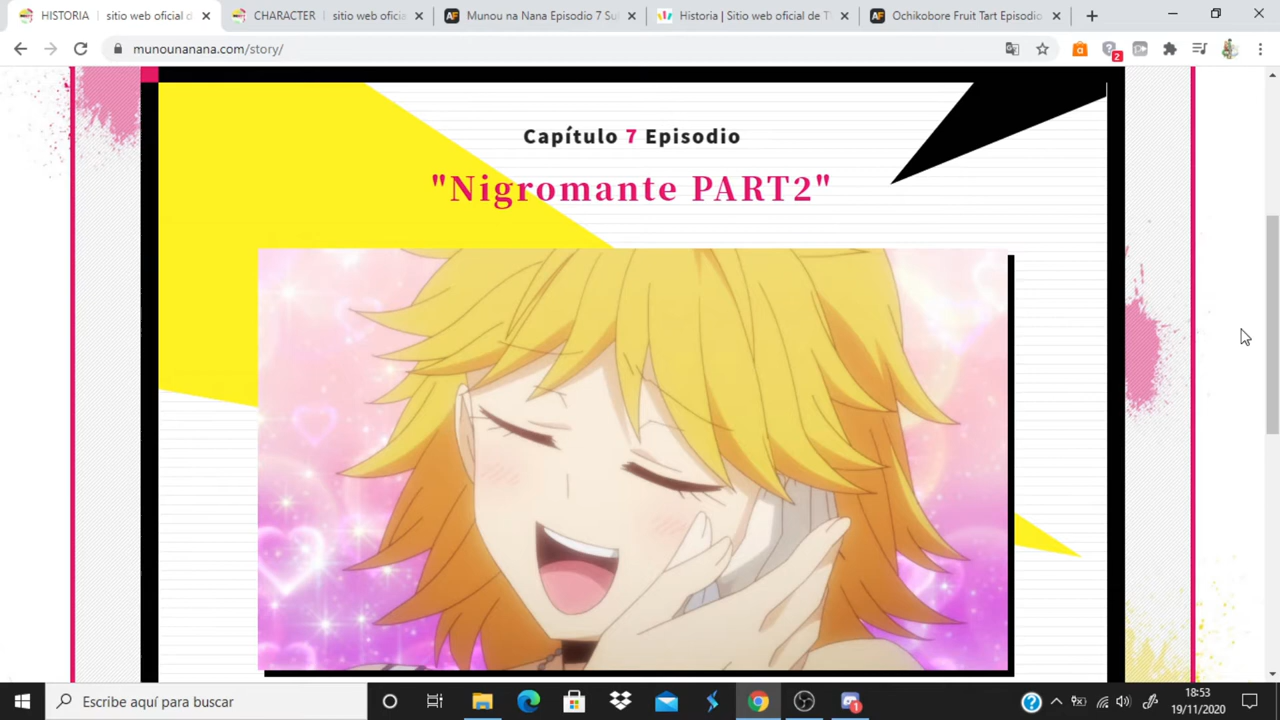 HISTORIA | sitio web oficial d
CHARACTER | sitio web oficia
Munou na Nana Episodio 7 Su
Historia | Sitio web oficial de T
Ochikobore Fruit Tart Episodio
munounanana.com/story/
2
Capítulo 7 Episodio
"Nigromante PART2"
Escribe aquí para buscar
1
18:53
19/11/2020